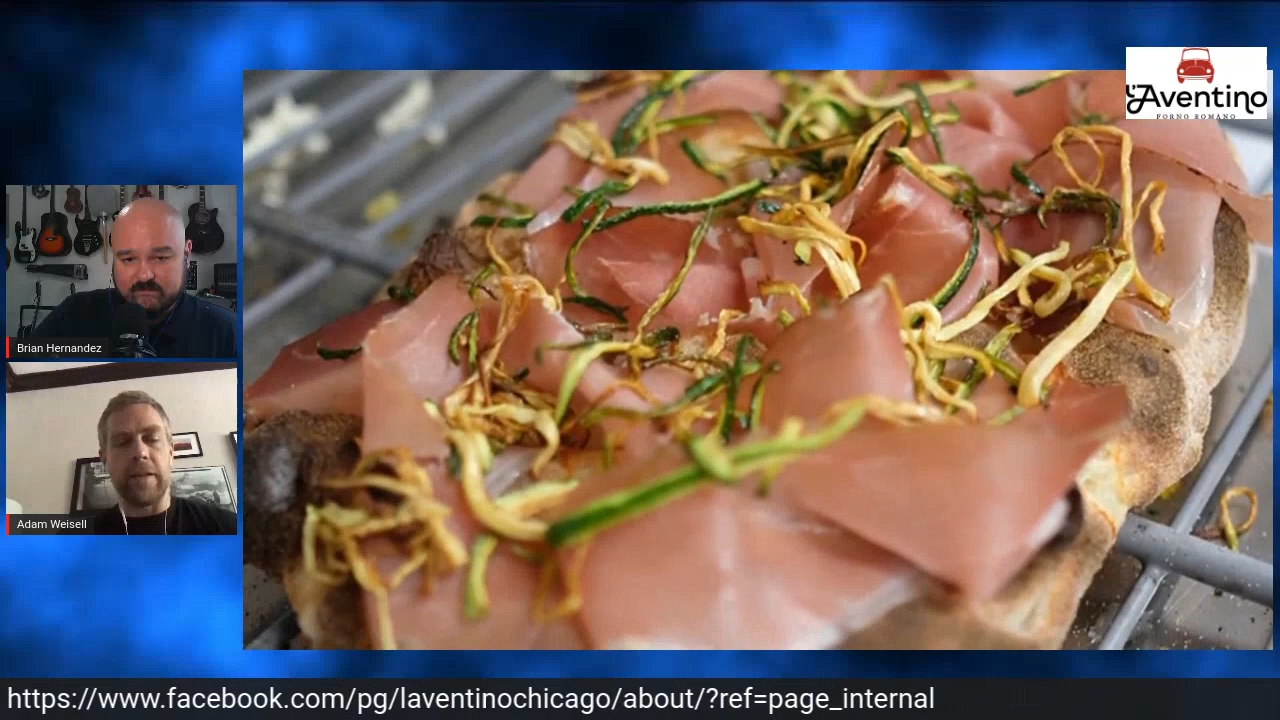 L'Aventino
FORNO ROMANO
Brian Hernandez
Adam Weisell
https://www.facebook.com/pg/laventinochicago/about/?ref=page_internal